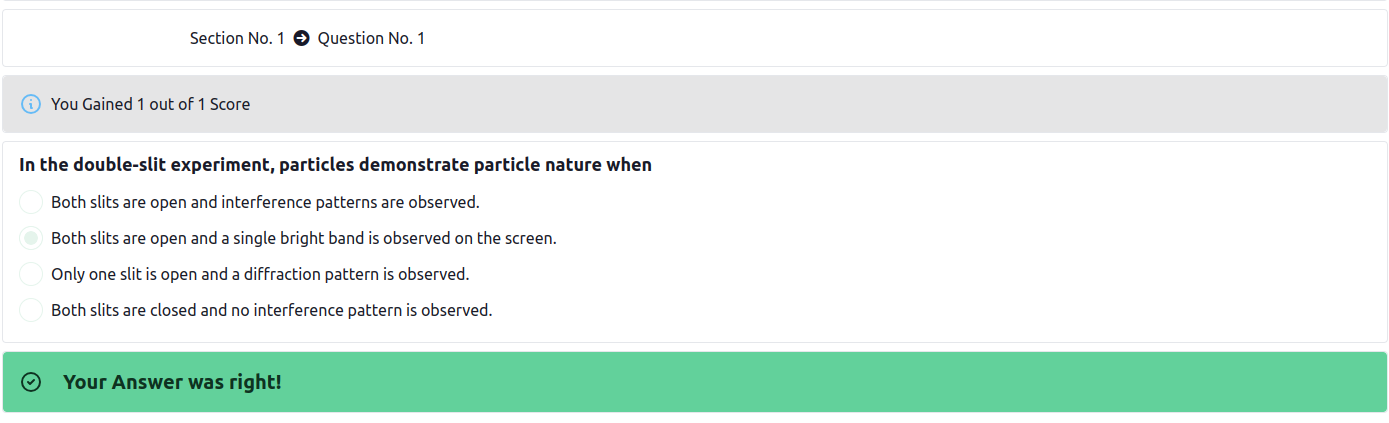 Section No. 1 Question No. 1
You Gained 1 out of 1 Score
In the double-slit experiment, particles demonstrate particle nature when
Both slits are open and interference patterns are observed.
Both slits are open and a single bright band is observed on the screen.
Only one slit is open and a diffraction pattern is observed.
Both slits are closed and no interference pattern is observed.
Your Answer was right!